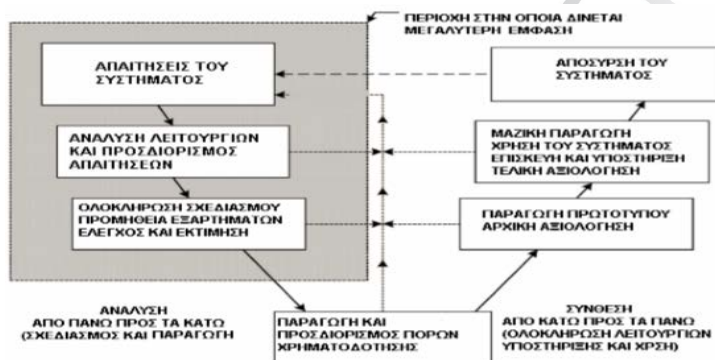 ΠΕΡΙΟΧΗ ΣΤΗΝ ΟΠΟΙΑ ΔΙΝΕΤΑΙ
ΜΕΓΑΛΥΤΕΡΗ ΕΜΦΑΣΗ
ΑΠΑΙΤΗΣΕΙΣ ΤΟΥ
ΣΥΣΤΗΜΑΤΟΣ
ΑΠΟΣΥΡΣΗ ΤΟΥ
ΣΥΣΤΗΜΑΤΟΣ
ΑΝΑΛΥΣΗ ΛΕΙΤΟΥΡΓΙΩΝ
ΚΑΙ ΠΡΟΣΔΙΟΡΙΣΜΟΣ
ΑΠΑΙΤΗΣΕΩΝ
ΜΑΖΙΚΗ ΠΑΡΑΓΩΓΗ
ΧΡΗΣΗ ΤΟΥ ΣΥΣΤΗΜΑΤΟΣ
ΕΠΙΣΚΕΥΗ ΚΑΙ ΥΠΟΣΤΗΡΙΞΗ
ΤΕΛΙΚΗ ΑΞΙΟΛΟΓΗΣΗ
ΟΛΟΚΛΗΡΩΣΗ ΣΧΕΔΙΑΣΜΟΥ
ΠΡΟΜΗΘΕΙΑ ΕΞΑΡΤΗΜΑΤΩΝ
ΕΛΕΓΧΟΣ ΚΑΙ ΕΚΤΙΜΗΣΗ
ΠΑΡΑΓΩΓΗ ΠΡΩΤΟΤΥΠΟΥ
ΑΡΧΙΚΗ ΑΞΙΟΛΟΓΗΣΗ
ΑΝΑΛΥΣΗ
ΑΠΟ ΠΑΝΩ ΠΡΟΣ ΤΑ ΚΑΤΩ
(ΣΧΕΔΙΑΣΜΟΣ ΚΑΙ ΠΑΡΑΓΩΓΗ
ΠΑΡΑΓΩΓΗ ΚΑΙ
ΠΡΟΣΔΙΟΡΙΣΜΟΣ ΠΟΡΩΝ
ΧΡΗΜΑΤΟΔΟΤΗΣΗΣ
ΣΥΝΘΕΣΗ
ΑΠΟ ΚΑΤΩ ΠΡΟΣ ΤΑ ΠΑΝΩ
(ΟΛΟΚΛΗΡΩΣΗ ΛΕΙΤΟΥΡΓΙΩΝ
ΥΠΟΣΤΗΡΙΞΗΣ ΚΑΙ ΧΡΣΗ)